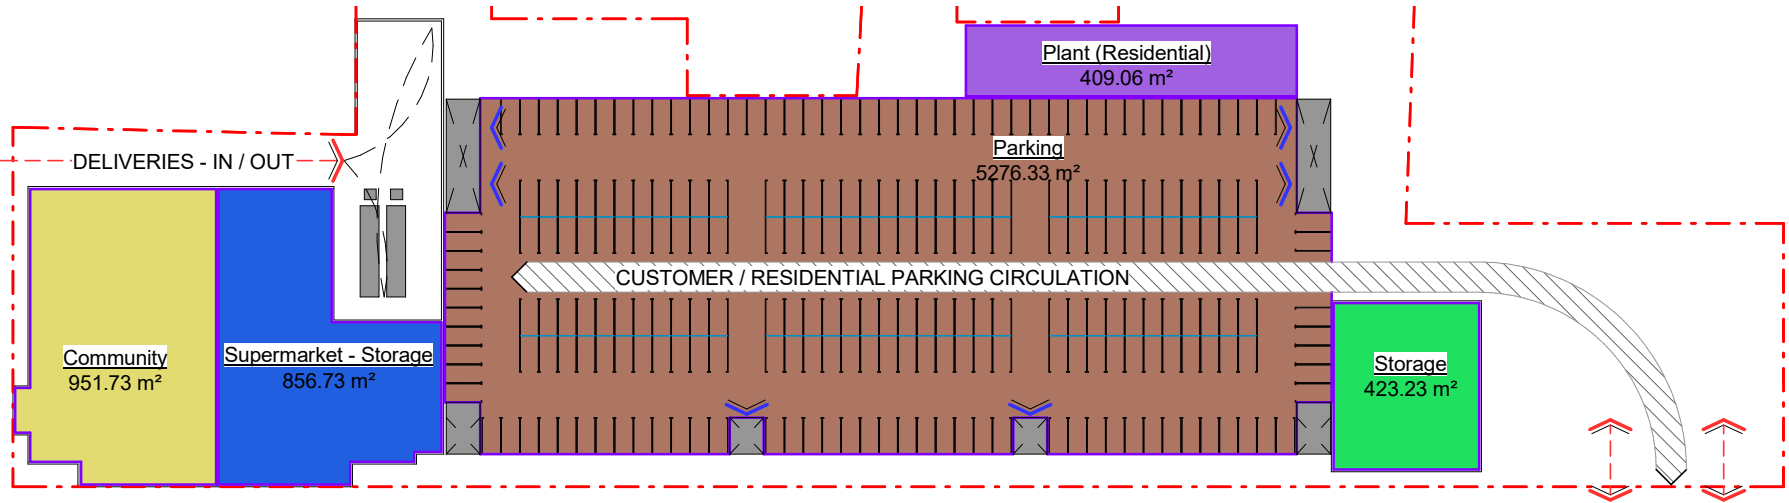 Plant (Residential)
409.06 m²
Parking
5276.33 m²
DELIVERIES - IN / OUT
CUSTOMER / RESIDENTIAL PARKING CIRCULATION
Community
951.73 m²
Supermarket - Storage
856.73 m²
Storage
423.23 m²